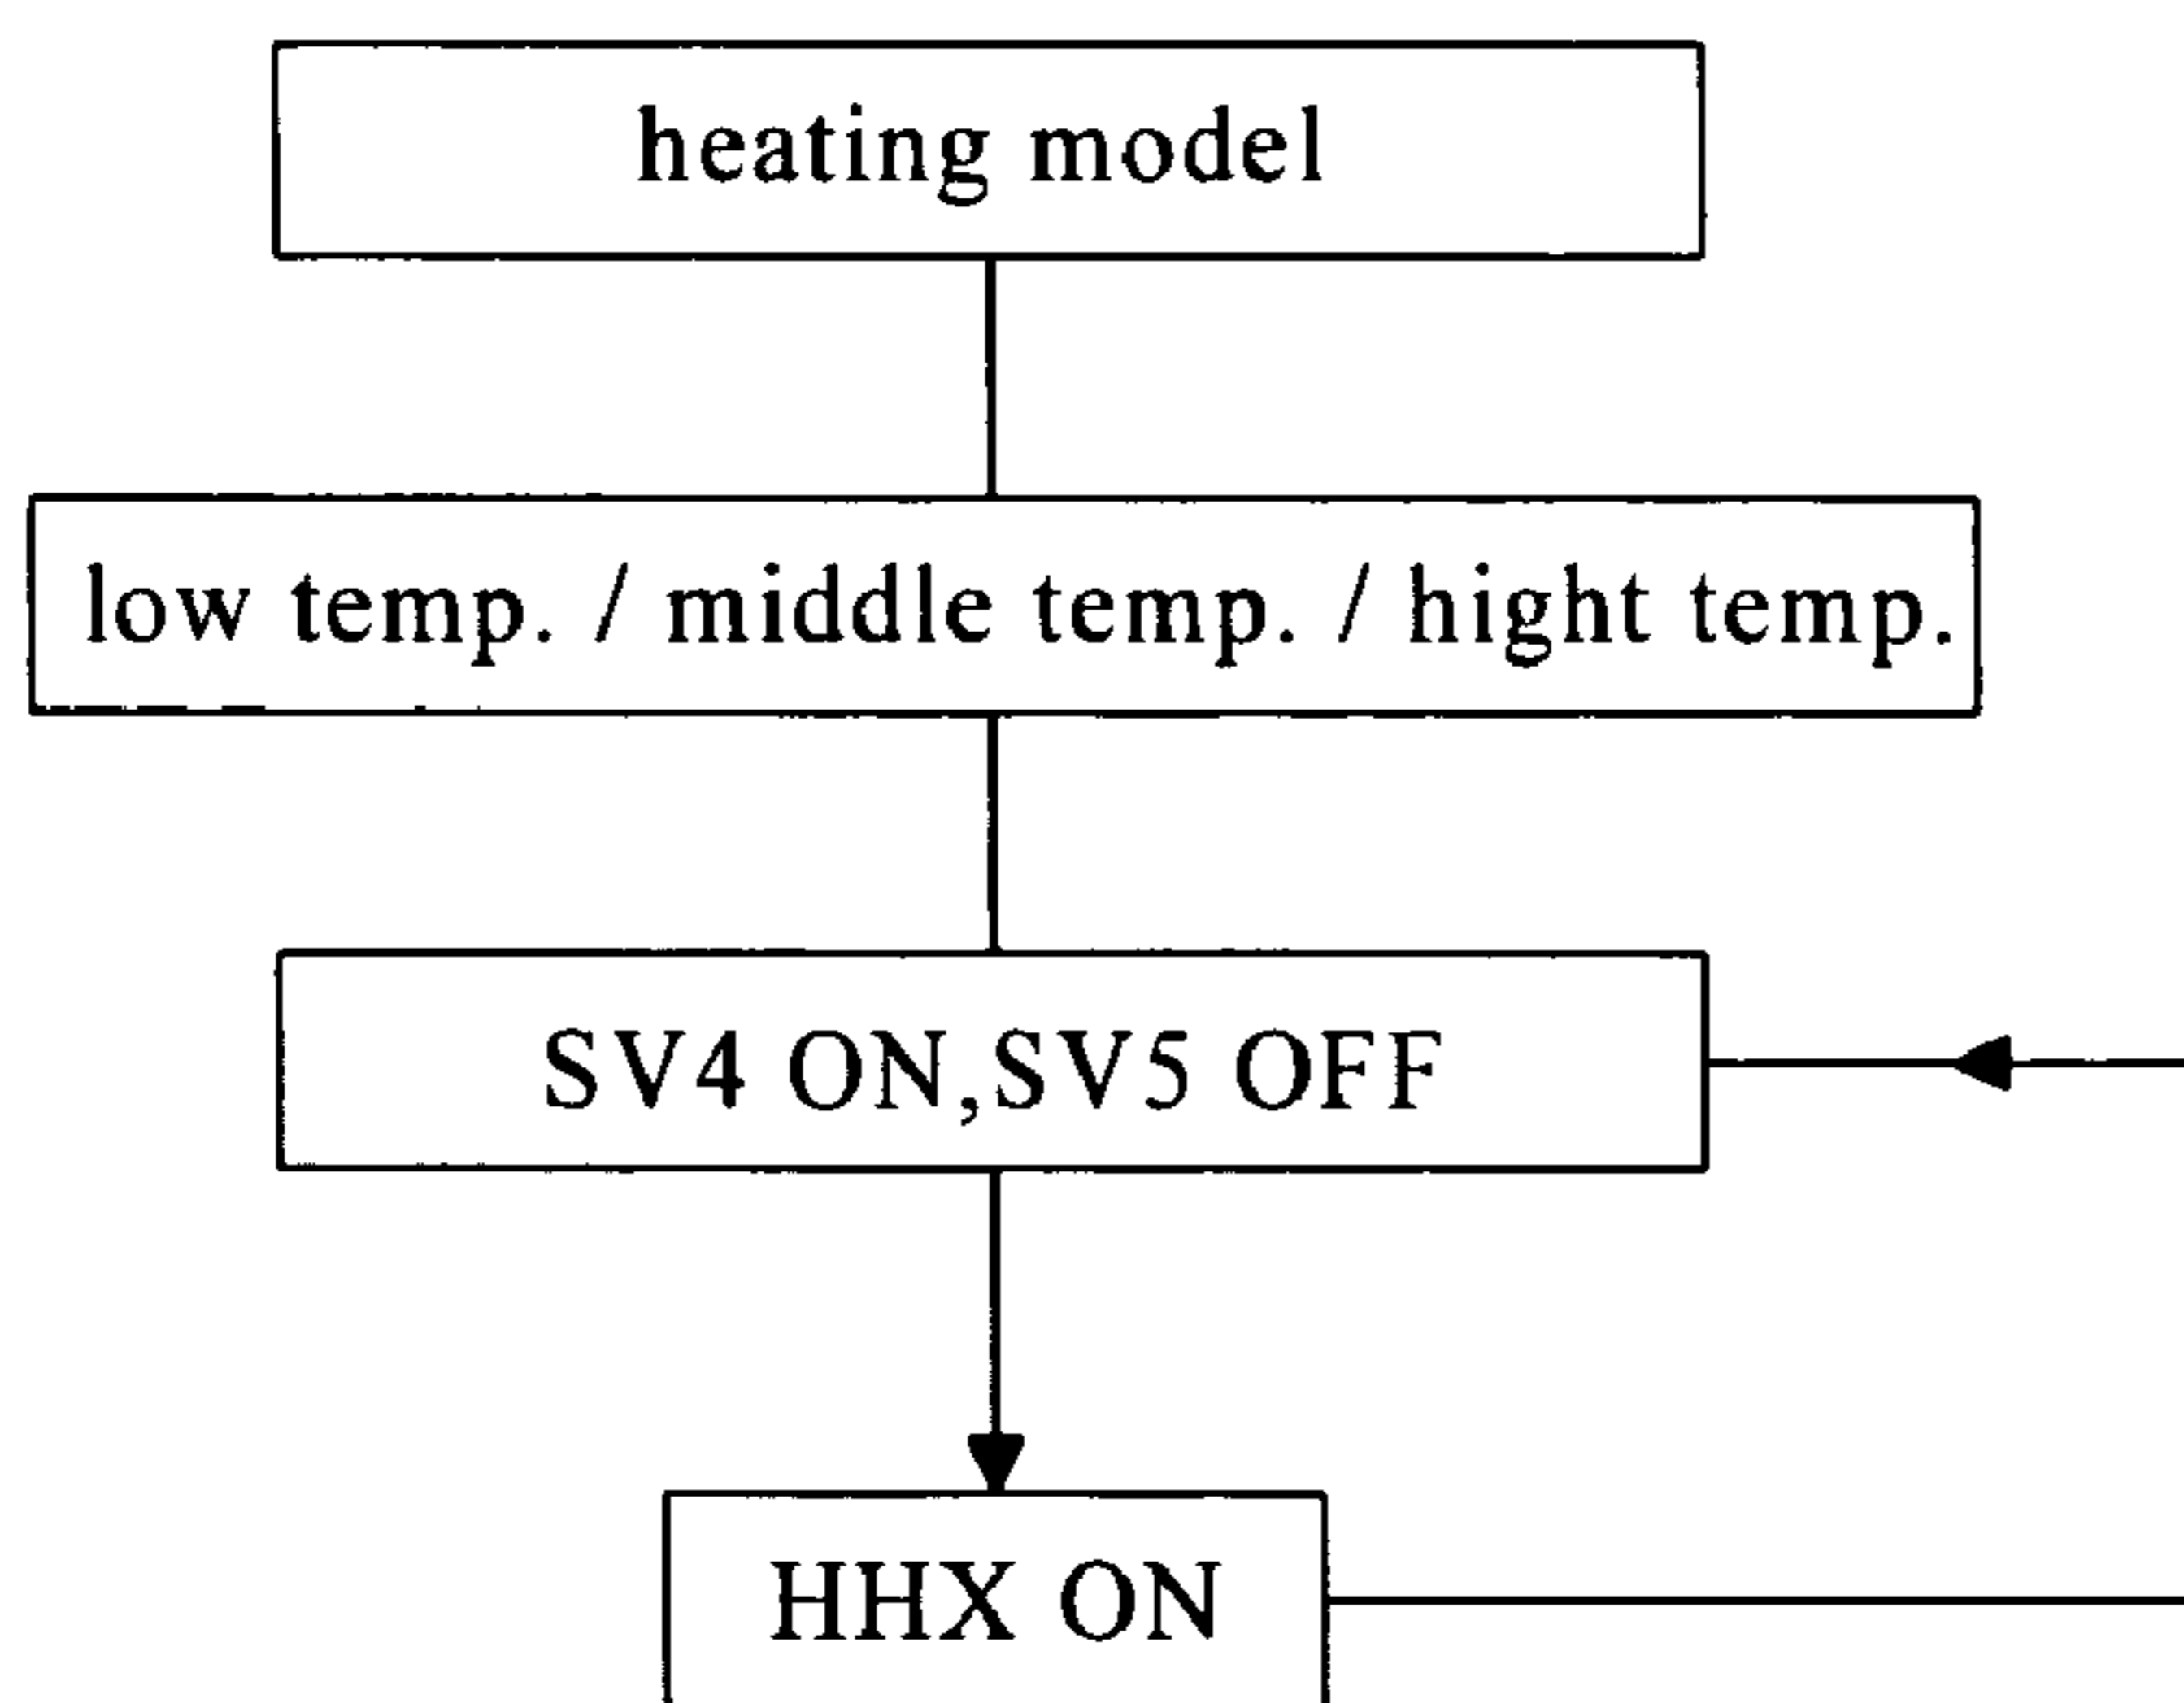 heating model
low temp. / middle temp. / hight temp.
SV4 ON,SV5 OFF
HHX ON